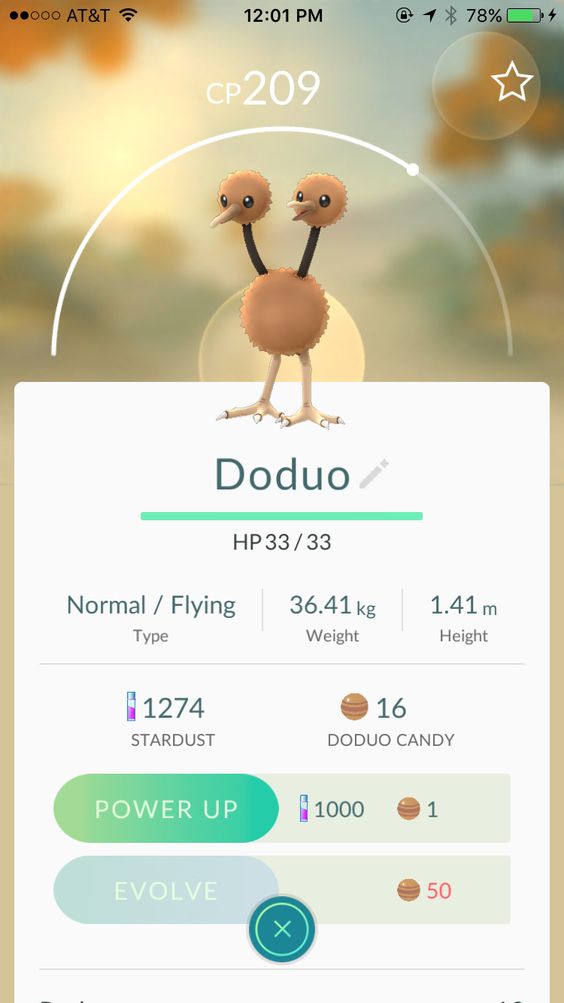 AT&T 12:01 PM 78%
CP209
Doduo
HP 33 / 33
Normal / Flying 36.41 kg 1.41 m
Type Weight Height
1274 16
STARDUST DODUO CANDY
POWER UP 1000 1
EVOLVE 50